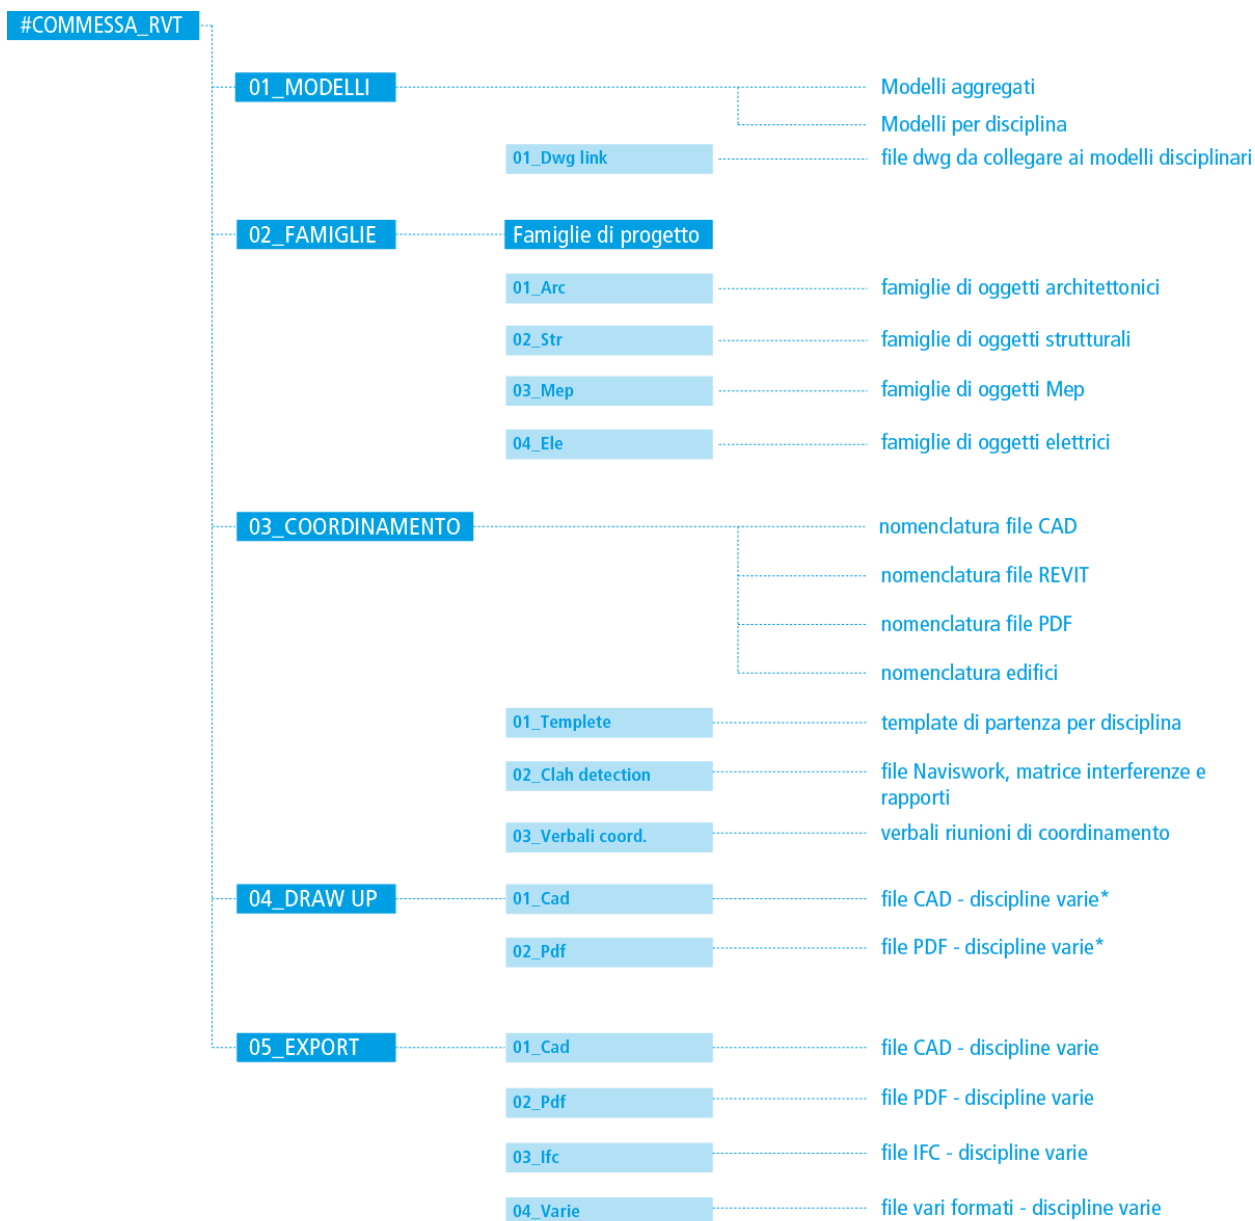 #COMMESSA_RVT
01_MODELLI
Modelli aggregati
Modelli per disciplina
01_Dwg link
file dwg da collegare ai modelli disciplinari
02_FAMIGLIE
Famiglie di progetto
01_Arc
famiglie di oggetti architettonici
02_Str
famiglie di oggetti strutturali
03_Mep
famiglie di oggetti Mep
04_Ele
famiglie di oggetti elettrici
03_COORDINAMENTO
nomenclatura file CAD
nomenclatura file REVIT
nomenclatura file PDF
nomenclatura edifici
01_Templete
template di partenza per disciplina
02_Clah detection
file Naviswork, matrice interferenze e
rapporti
03_Verbali coord.
verbali riunioni di coordinamento
04_DRAW UP
01_Cad
file CAD - discipline varie*
02_Pdf
file PDF - discipline varie*
05_EXPORT
01_Cad
file CAD - discipline varie
02_Pdf
file PDF - discipline varie
03_Ifc
file IFC - discipline varie
04_Varie
file vari formati - discipline varie